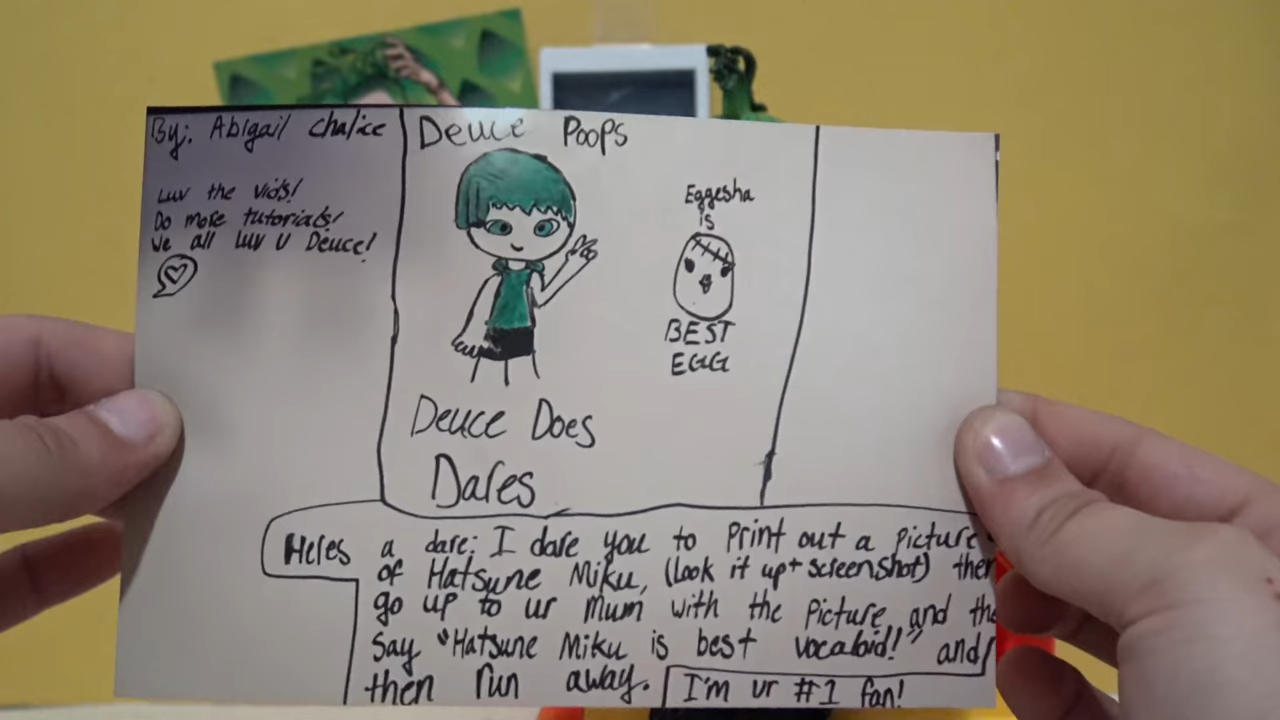 By: Abigail Chalice
Luv the vids!
Do more tutorials!
We all luv u Deuce!
Deuce Poops
Eggesha
is
BEST
EGG
Deuce Does
Dares
Heres a dare: I dare you to Print out a Picture
of Hatsune Miku, (look it up + screenshot) then
go up to ur mum with the picture and the
say "Hatsune Miku is best vocaloid!" and
then run away.
I'm ur #1 fan!